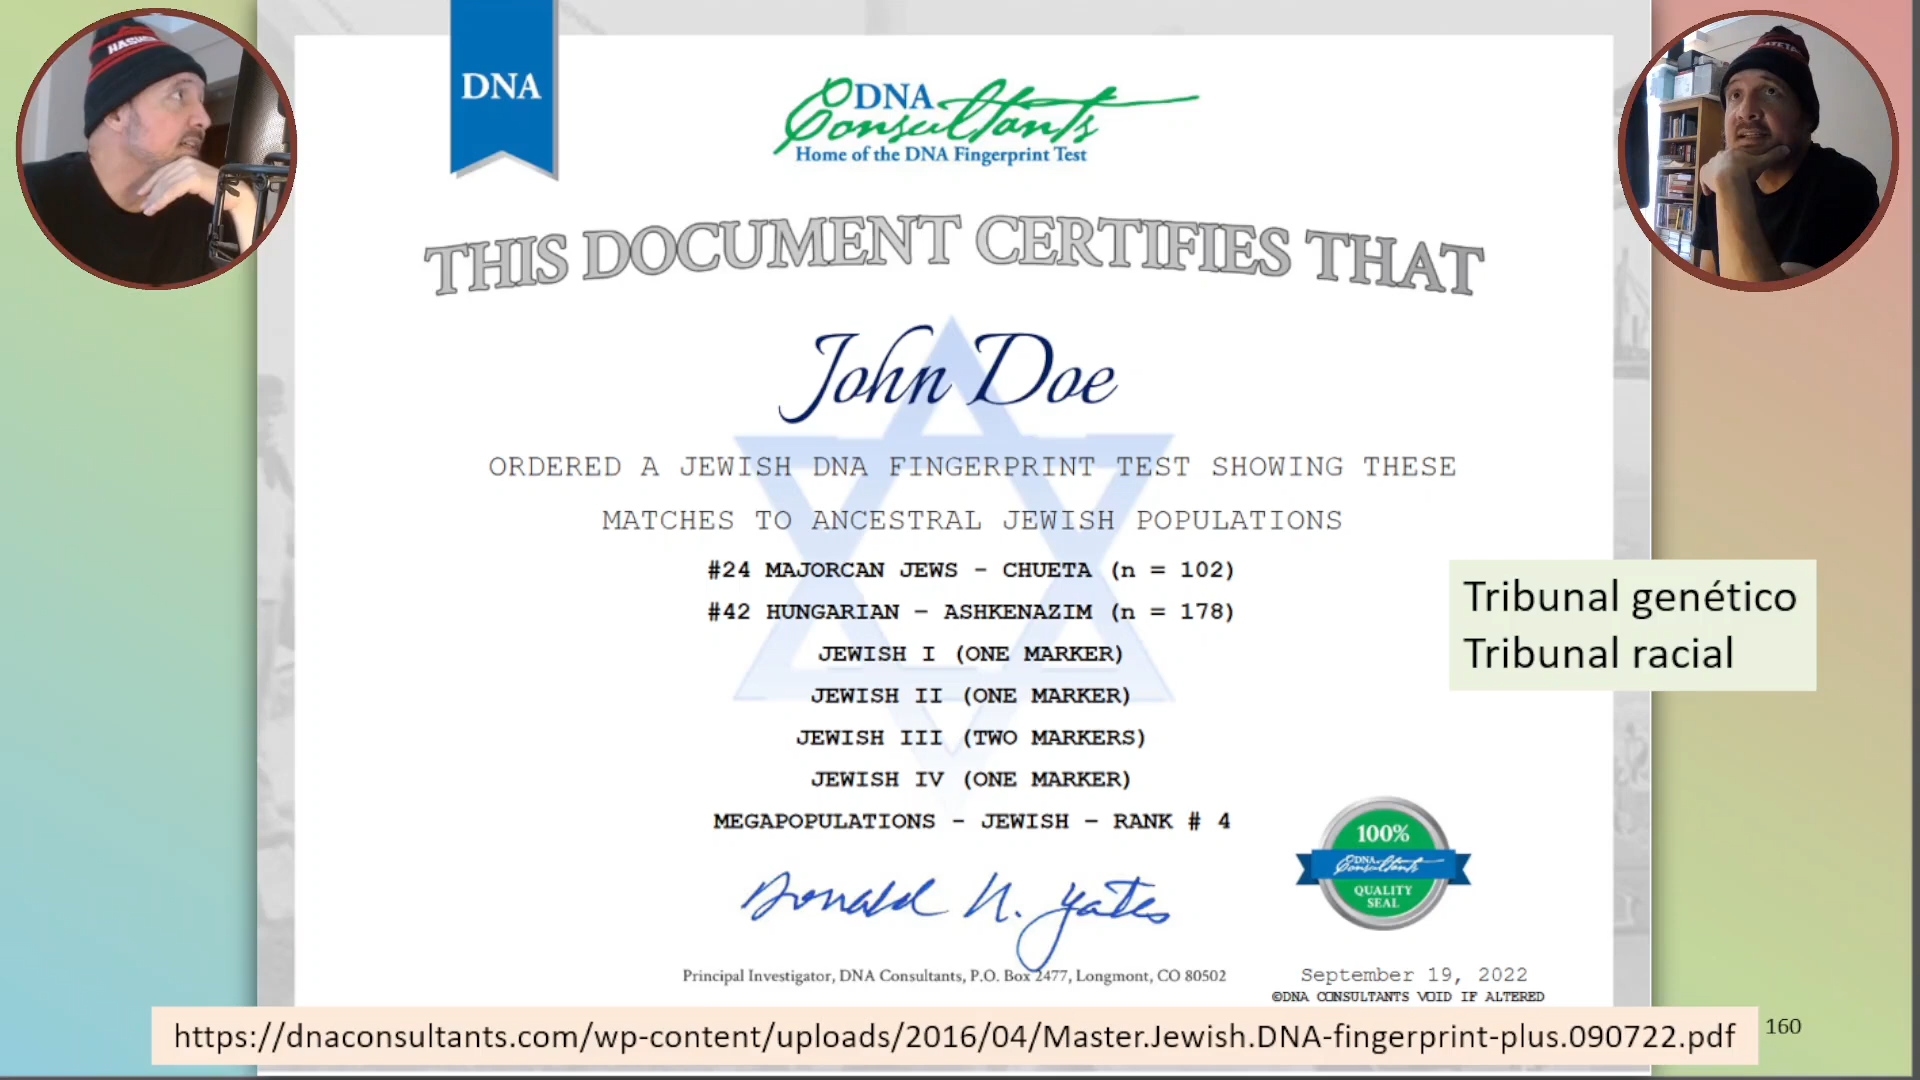 DNA
DNA
Consultants
Home of the DNA Fingerprint Test
THIS DOCUMENT CERTIFIES THAT
John Doe
ORDERED A JEWISH DNA FINGERPRINT TEST SHOWING THESE
MATCHES TO ANCESTRAL JEWISH POPULATIONS
#24 MAJORCAN JEWS - CHUETA (n = 102)
#42 HUNGARIAN - ASHKENAZIM (n = 178)
JEWISH I (ONE MARKER)
JEWISH II (ONE MARKER)
JEWISH III (TWO MARKERS)
JEWISH IV (ONE MARKER)
MEGAPOPULATIONS - JEWISH - RANK # 4
Tribunal genético
Tribunal racial
Donald N. Yates
Principal Investigator, DNA Consultants, P.O. Box 2477, Longmont, CO 80502
100%
DNA
Consultants
QUALITY
SEAL
September 19, 2022
©DNA CONSULTANTS VOID IF ALTERED
https://dnaconsultants.com/wp-content/uploads/2016/04/Master.Jewish.DNA-fingerprint-plus.090722.pdf
160